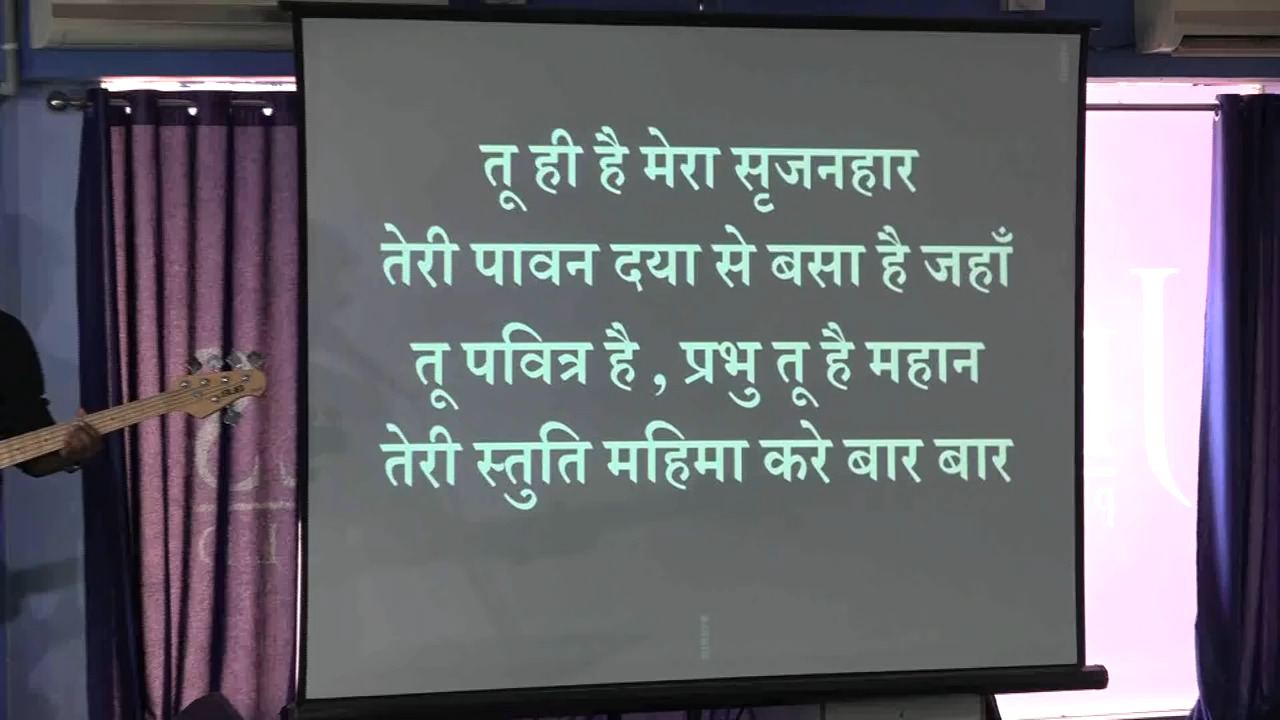 तू ही है मेरा सृजनहार
तेरी पावन दया से बसा है जहाँ
तू पवित्र है , प्रभु तू है महान
तेरी स्तुति महिमा करे बार बार